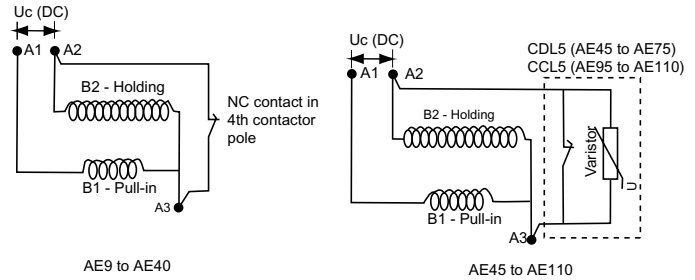 Uc (DC)
A1
A2
B2 - Holding
NC contact in
4th contactor
pole
B1 - Pull-in
A3
AE9 to AE40
Uc (DC)
A1
A2
CDL5 (AE45 to AE75)
CCL5 (AE95 to AE110)
B2 - Holding
Varistor
U
B1 - Pull-in
A3
AE45 to AE110